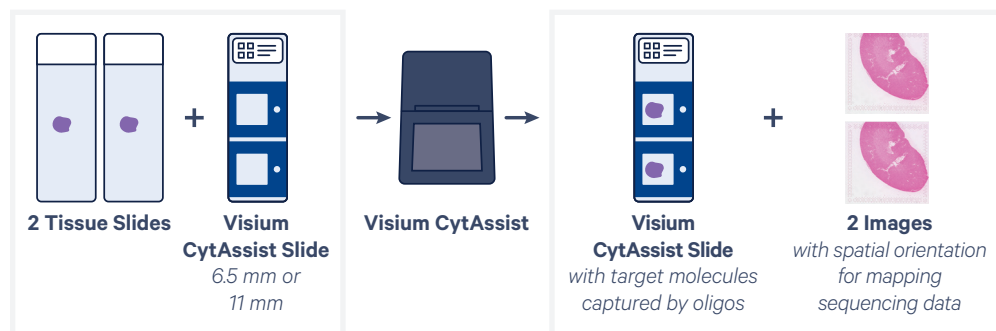 2 Tissue Slides
Visium
CytAssist Slide
6.5 mm or
11 mm
Visium CytAssist
Visium
CytAssist Slide
with target molecules
captured by oligos
2 Images
with spatial orientation
for mapping
sequencing data